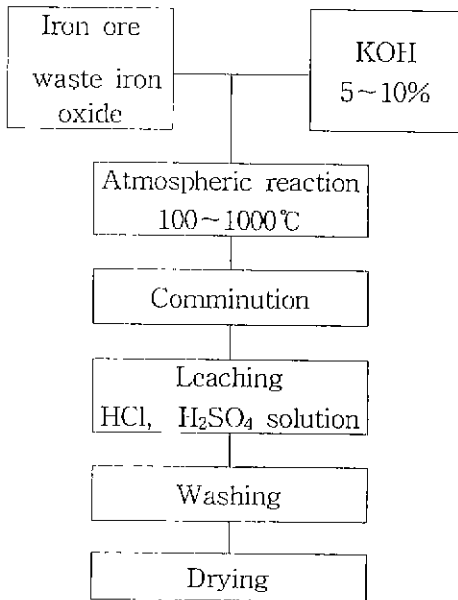 Iron ore
waste iron
oxide
KOH
5~10%
Atmospheric reaction
100~1000℃
Comminution
Leaching
HCl, H₂SO₄ solution
Washing
Drying